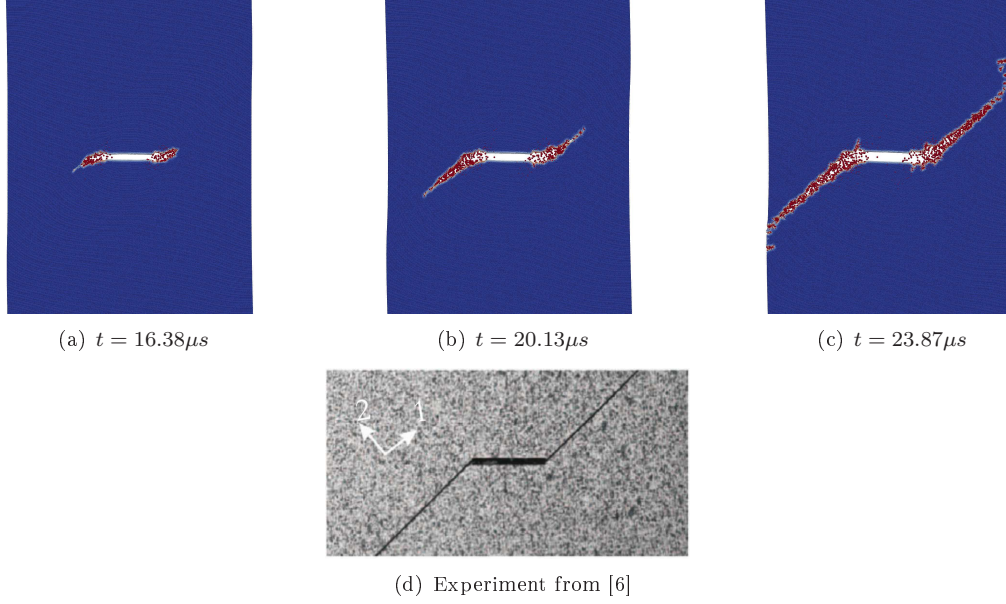 (a) t = 16.38μs
(b) t = 20.13μs
(c) t = 23.87μs
2
1
(d) Experiment from [6]